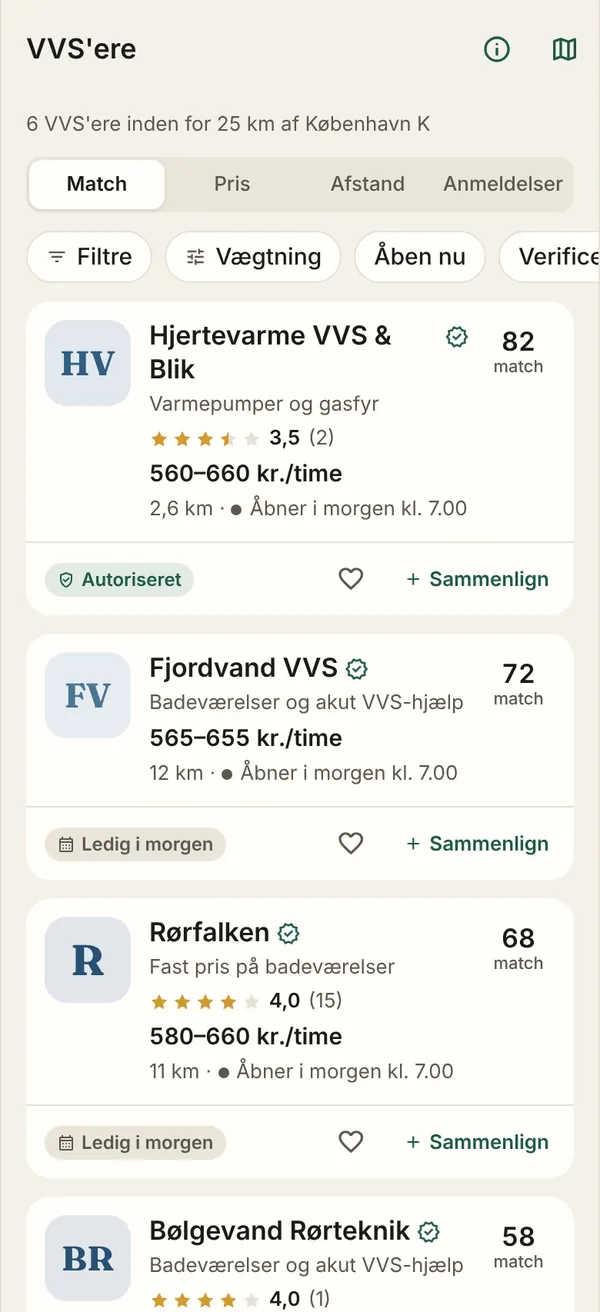 VVS'ere
6 VVS'ere inden for 25 km af København K
Match Pris Afstand Anmeldelser
Filtre Vægtning Åben nu Verifice
HV
Hjertevarme VVS &
Blik
82
match
Varmepumper og gasfyr
3,5 (2)
560–660 kr./time
2,6 km · ● Åbner i morgen kl. 7.00
Autoriseret
+ Sammenlign
FV
Fjordvand VVS
72
match
Badeværelser og akut VVS-hjælp
565–655 kr./time
12 km · ● Åbner i morgen kl. 7.00
Ledig i morgen
+ Sammenlign
R
Rørfalken
68
match
Fast pris på badeværelser
4,0 (15)
580–660 kr./time
11 km · ● Åbner i morgen kl. 7.00
Ledig i morgen
+ Sammenlign
BR
Bølgevand Rørteknik
58
match
Badeværelser og akut VVS-hjælp
4,0 (1)